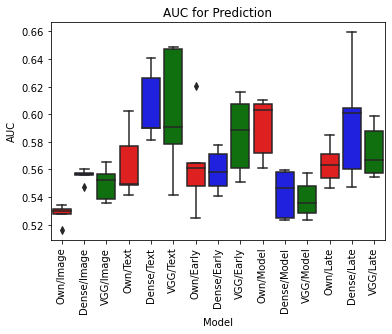 AUC for Prediction
AUC
0.66
0.64
0.62
0.60
0.58
0.56
0.54
0.52
Own/Image
Dense/Image
VGG/Image
Own/Text
Dense/Text
VGG/Text
Own/Early
Dense/Early
VGG/Early
Own/Model
Dense/Model
VGG/Model
Own/Late
Dense/Late
VGG/Late
Model